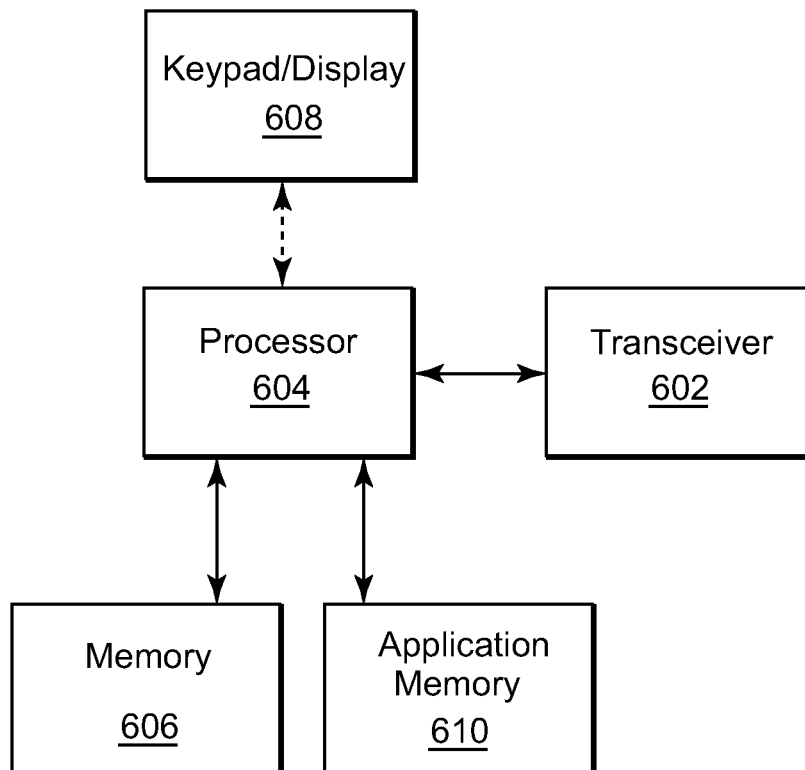 Keypad/Display
608
Processor
604
Transceiver
602
Memory
606
Application
Memory
610